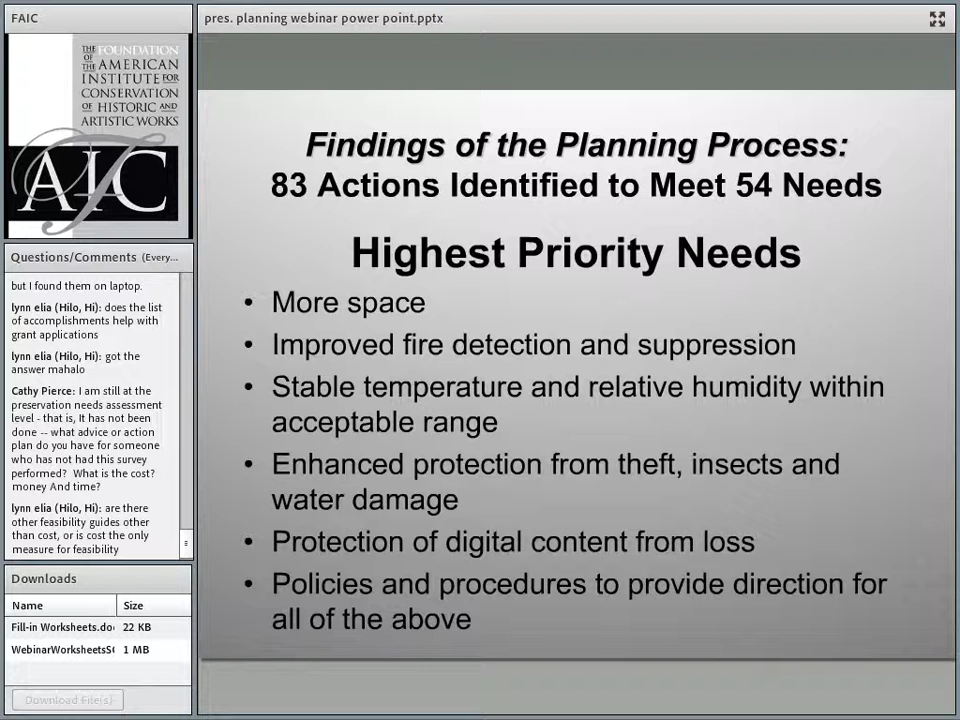 FAIC
THE FOUNDATION
OF THE AMERICAN
INSTITUTE FOR
CONSERVATION
OF HISTORIC AND
ARTISTIC WORKS
AIC
Questions/Comments (Every...
but I found them on laptop.
lynn elia (Hilo, Hi): does the list
of accomplishments help with
grant applications
lynn elia (Hilo, Hi): got the
answer mahalo
Cathy Pierce: I am still at the
preservation needs assessment
level - that is, It has not been
done -- what advice or action
plan do you have for someone
who has not had this survey
performed? What is the cost?
money And time?
lynn elia (Hilo, Hi): are there
other feasibility guides other
than cost, or is cost the only
measure for feasibility
Downloads
Name Size
Fill-in Worksheets.do 22 KB
WebinarWorksheetsS 1 MB
Download File(s)
pres. planning webinar power point.pptx
Findings of the Planning Process:
83 Actions Identified to Meet 54 Needs
Highest Priority Needs
• More space
• Improved fire detection and suppression
• Stable temperature and relative humidity within
acceptable range
• Enhanced protection from theft, insects and
water damage
• Protection of digital content from loss
• Policies and procedures to provide direction for
all of the above